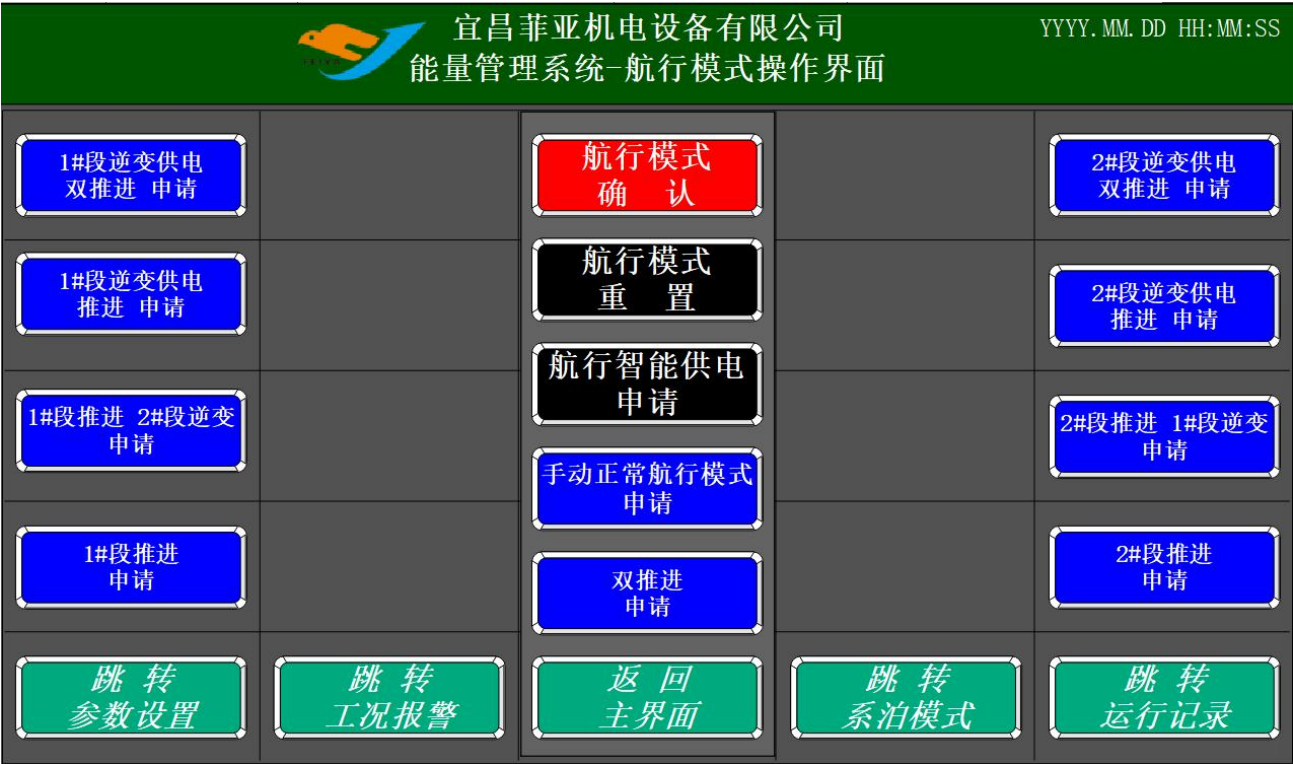 宜昌菲亚机电设备有限公司
能量管理系统-航行模式操作界面
YYYY.MM.DD HH:MM:SS
1#段逆变供电
双推进 申请
航行模式
确 认
2#段逆变供电
双推进 申请
1#段逆变供电
推进 申请
航行模式
重 置
2#段逆变供电
推进 申请
航行智能供电
申请
1#段推进 2#段逆变
申请
手动正常航行模式
申请
2#段推进 1#段逆变
申请
1#段推进
申请
双推进
申请
2#段推进
申请
跳 转
参数设置
跳 转
工况报警
返 回
主界面
跳 转
系泊模式
跳 转
运行记录